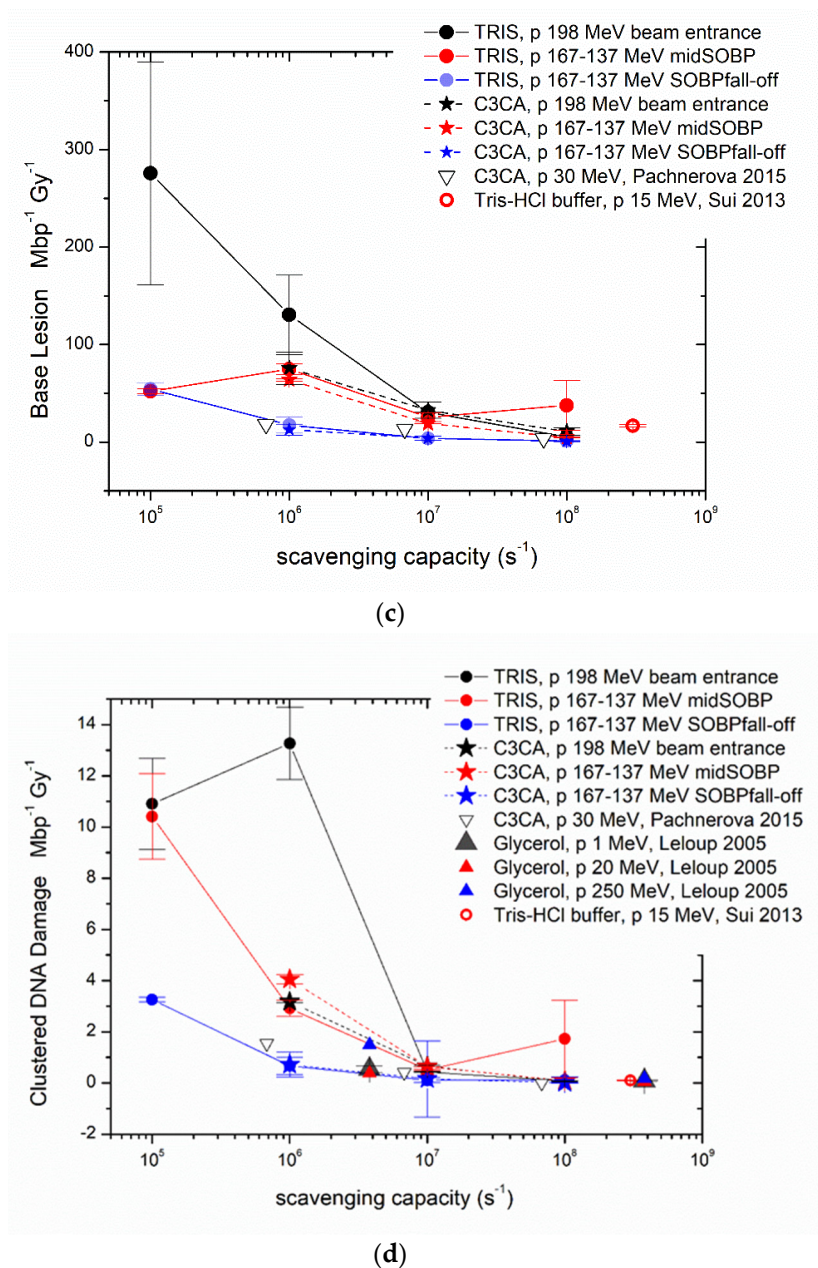 TRIS, p 198 MeV beam entrance
TRIS, p 167-137 MeV midSOBP
TRIS, p 167-137 MeV SOBPfall-off
C3CA, p 198 MeV beam entrance
C3CA, p 167-137 MeV midSOBP
C3CA, p 167-137 MeV SOBPfall-off
C3CA, p 30 MeV, Pachnerova 2015
Tris-HCl buffer, p 15 MeV, Sui 2013
Base Lesion Mbp⁻¹ Gy⁻¹
400
300
200
100
0
10⁵ 10⁶ 10⁷ 10⁸ 10⁹
scavenging capacity (s⁻¹)
(c)
TRIS, p 198 MeV beam entrance
TRIS, p 167-137 MeV midSOBP
TRIS, p 167-137 MeV SOBPfall-off
C3CA, p 198 MeV beam entrance
C3CA, p 167-137 MeV midSOBP
C3CA, p 167-137 MeV SOBPfall-off
C3CA, p 30 MeV, Pachnerova 2015
Glycerol, p 1 MeV, Leloup 2005
Glycerol, p 20 MeV, Leloup 2005
Glycerol, p 250 MeV, Leloup 2005
Tris-HCl buffer, p 15 MeV, Sui 2013
Clustered DNA Damage Mbp⁻¹ Gy⁻¹
14
12
10
8
6
4
2
0
-2
10⁵ 10⁶ 10⁷ 10⁸ 10⁹
scavenging capacity (s⁻¹)
(d)